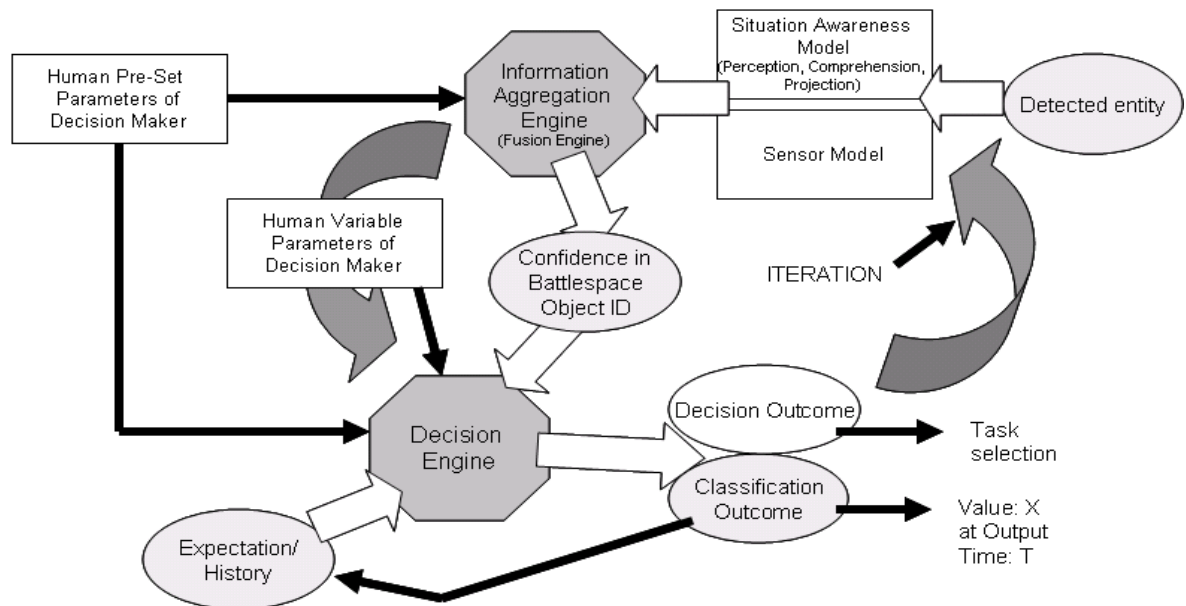 Human Pre-Set
Parameters of
Decision Maker
Information
Aggregation
Engine
(Fusion Engine)
Situation Awareness
Model
(Perception, Comprehension,
Projection)
Sensor Model
Detected entity
Human Variable
Parameters of
Decision Maker
Confidence in
Battlespace
Object ID
ITERATION
Decision
Engine
Decision Outcome
Task
selection
Classification
Outcome
Value: X
at Output
Time: T
Expectation/
History